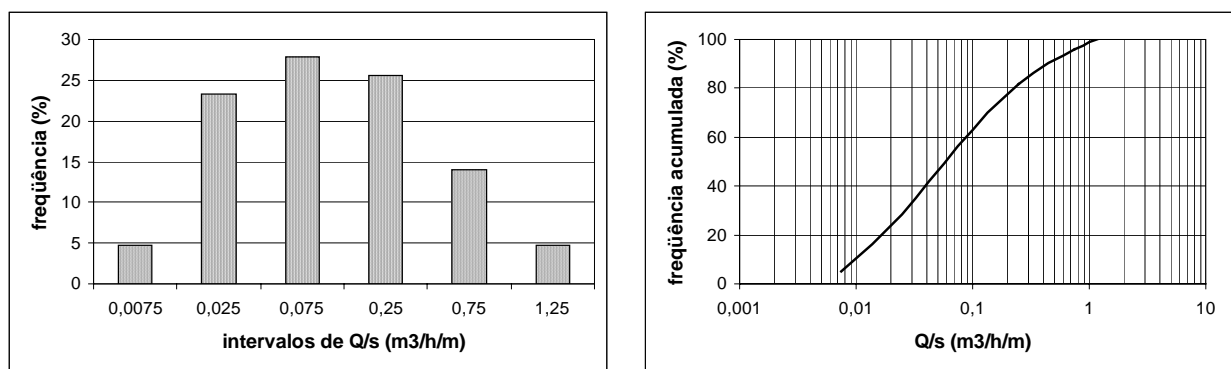 freqüência (%)
30
25
20
15
10
5
0
0,0075 0,025 0,075 0,25 0,75 1,25
intervalos de Q/s (m3/h/m)
freqüência acumulada (%)
100
80
60
40
20
0
0,001 0,01 0,1 1 10
Q/s (m3/h/m)